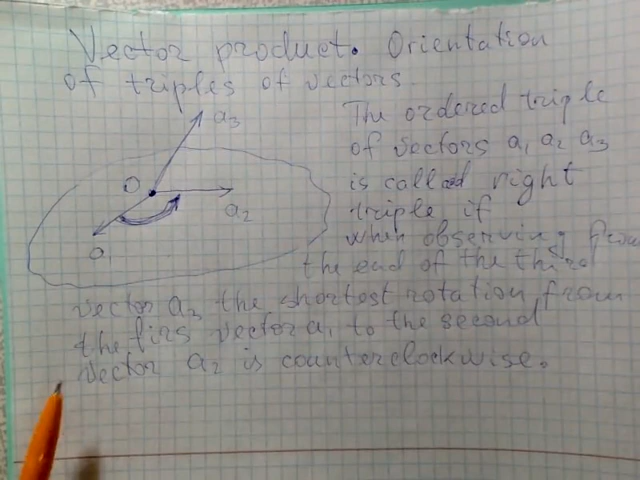 Vector product. Orientation
of triples of vectors
a3
The ordered triple
of vectors a1 a2 a3
is called right
triple if
O
a2
a1
when observing from
the end of the third
vector a3 the shortest rotation from
the firs vector a1 to the second
vector a2 is counterclockwise.